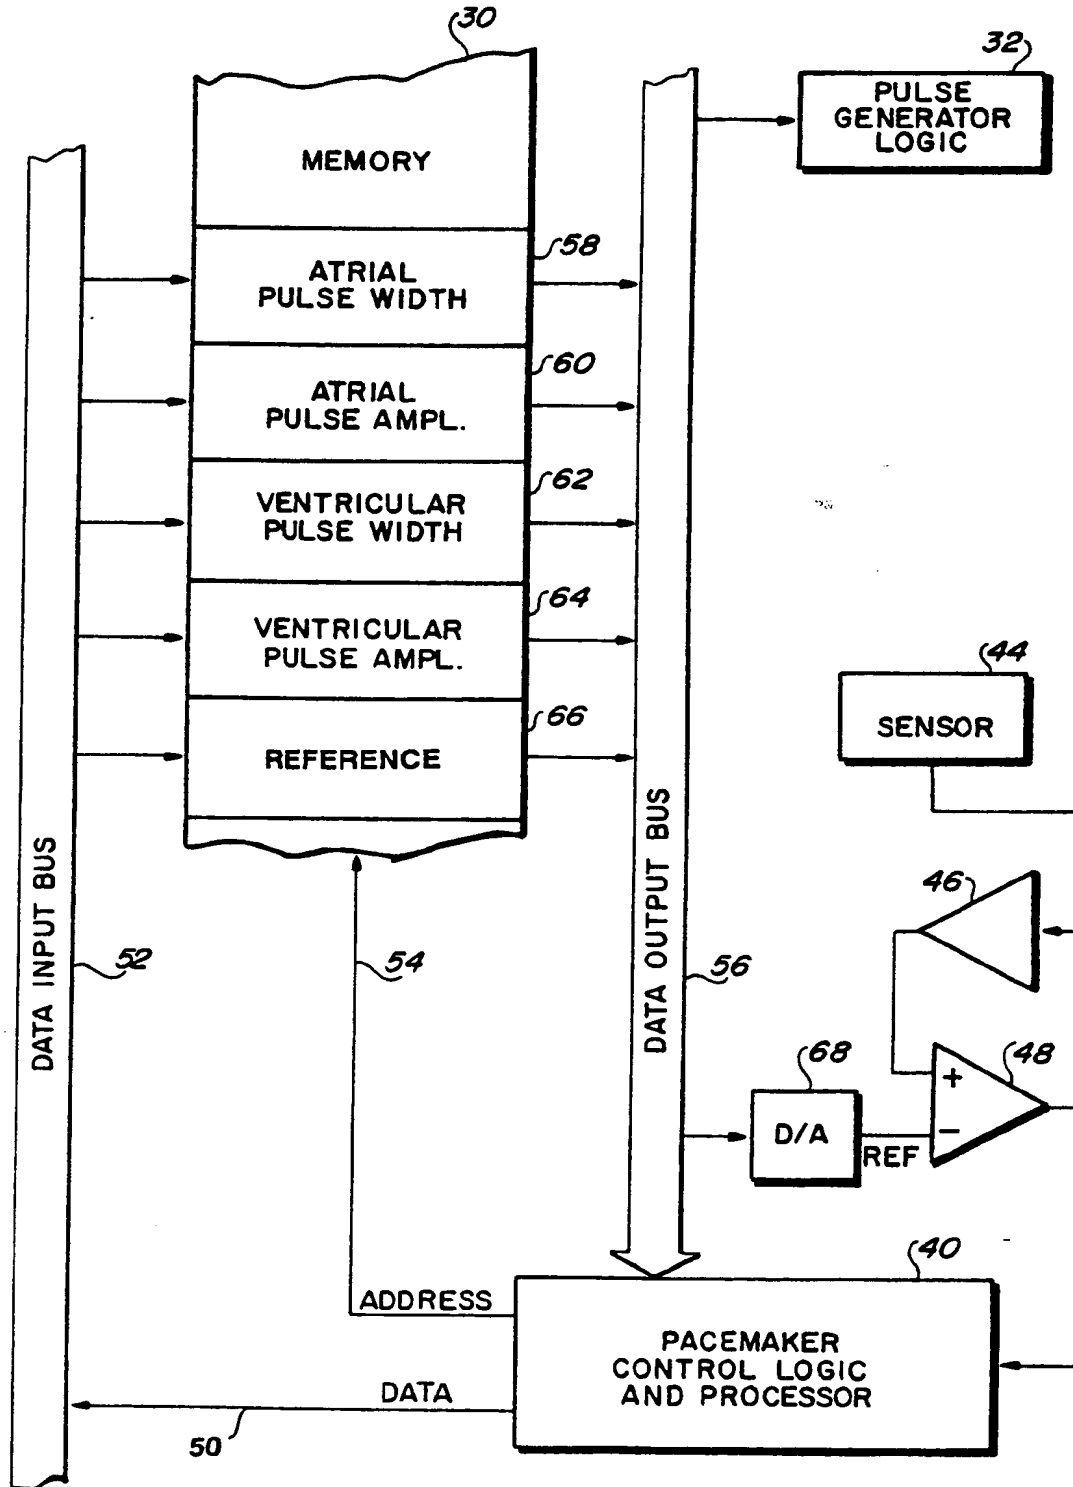 30
32
PULSE
GENERATOR
LOGIC
MEMORY
58
ATRIAL
PULSE WIDTH
60
ATRIAL
PULSE AMPL.
62
VENTRICULAR
PULSE WIDTH
64
VENTRICULAR
PULSE AMPL.
44
SENSOR
66
REFERENCE
DATA INPUT BUS
52
54
DATA OUTPUT BUS
56
46
48
+
−
68
D/A
REF
40
ADDRESS
PACEMAKER
CONTROL LOGIC
AND PROCESSOR
DATA
50